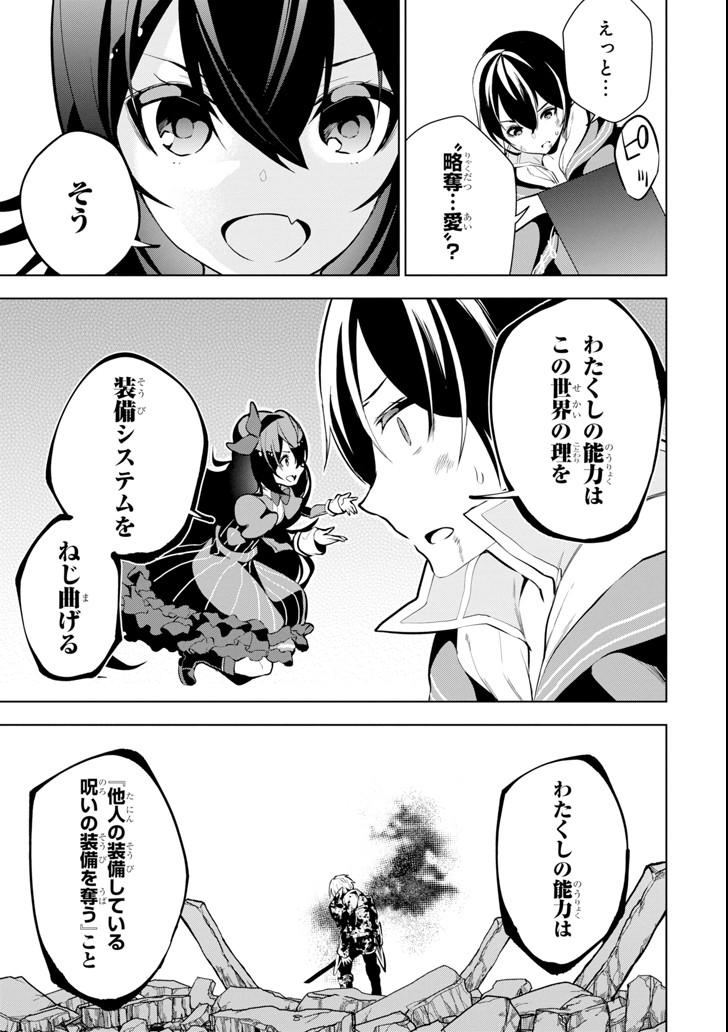 えっと…
“略奪…愛”?
そう
わたくしの能力は
この世界の理を
装備システムを
ねじ曲げる
わたくしの能力は
『他人の装備している
呪いの装備を奪う』こと